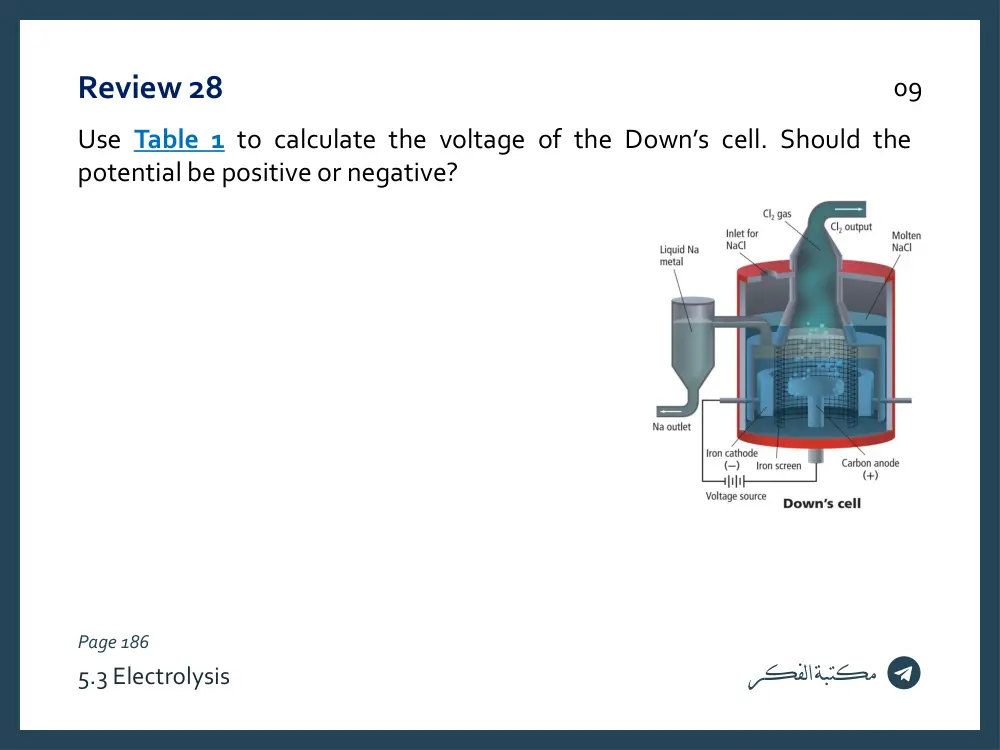 Review 28
09
Use Table 1 to calculate the voltage of the Down’s cell. Should the
potential be positive or negative?
Cl₂ gas
Cl₂ output
Inlet for
NaCl
Molten
NaCl
Liquid Na
metal
Na outlet
Iron cathode
(−)
Iron screen
Carbon anode
(+)
Voltage source
Down’s cell
Page 186
5.3 Electrolysis
مكتبة الفكر